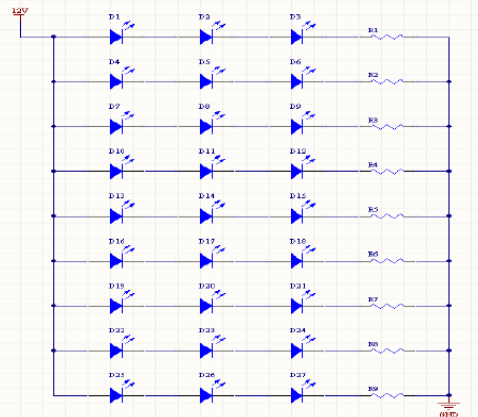 12V
D1 D2 D3 R1
D4 D5 D6 R2
D7 D8 D9 R3
D10 D11 D12 R4
D13 D14 D15 R5
D16 D17 D18 R6
D19 D20 D21 R7
D22 D23 D24 R8
D25 D26 D27 R9
GND